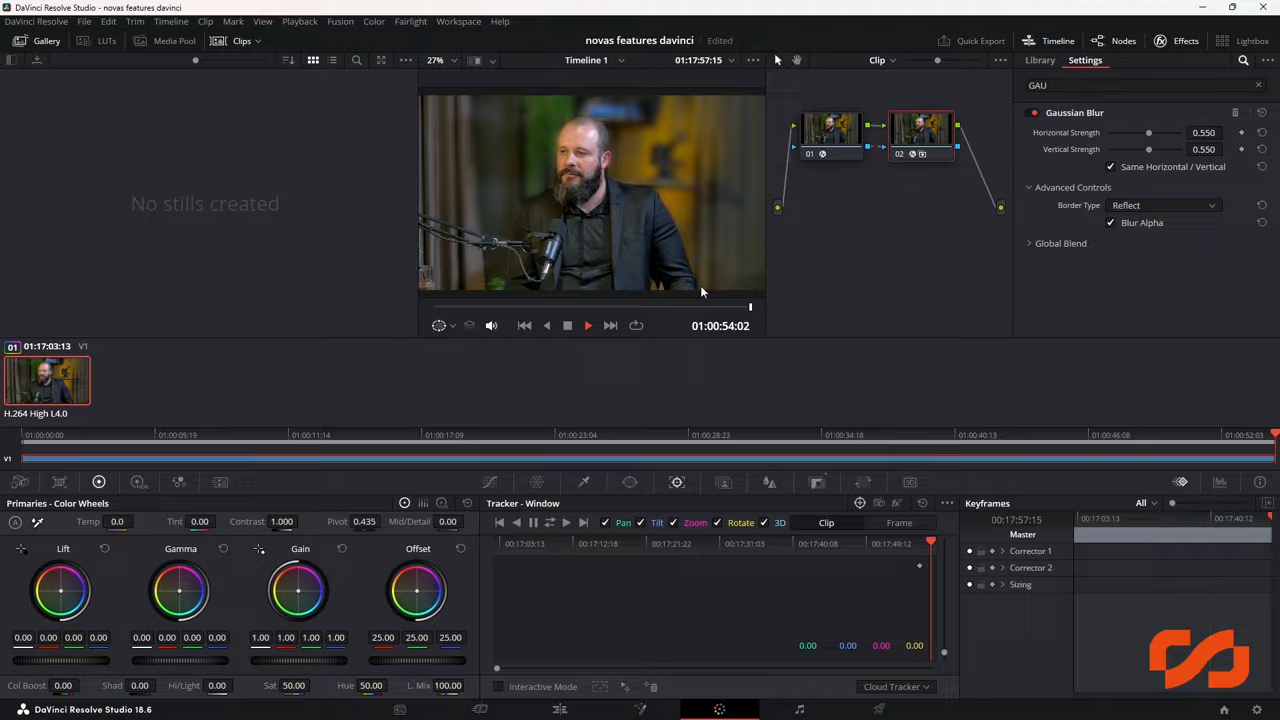 DaVinci Resolve Studio - novas features davinci
DaVinci Resolve File Edit Trim Timeline Clip Mark View Playback Fusion Color Fairlight Workspace Help
Gallery LUTs Media Pool Clips novas features davinci Edited Quick Export Timeline Nodes Effects Lightbox
27% Timeline 1 01:17:57:15 Clip Library Settings
GAU
Gaussian Blur
Horizontal Strength 0.550
Vertical Strength 0.550
Same Horizontal / Vertical
Advanced Controls
Border Type Reflect
Blur Alpha
Global Blend
01 02
No stills created
01:00:54:02
01 01:17:03:13 V1
H.264 High L4.0
01:00:00:00 01:00:05:19 01:00:11:14 01:00:17:09 01:00:23:04 01:00:28:23 01:00:34:18 01:00:40:13 01:00:46:08 01:00:52:03
V1
Primaries - Color Wheels
Temp 0.0 Tint 0.00 Contrast 1.000 Pivot 0.435 Mid/Detail 0.00
Lift Gamma Gain Offset
0.00 0.00 0.00 0.00 0.00 0.00 0.00 0.00 1.00 1.00 1.00 1.00 25.00 25.00 25.00
Col Boost 0.00 Shad 0.00 Hi/Light 0.00 Sat 50.00 Hue 50.00 L. Mix 100.00
Tracker - Window
Pan Tilt Zoom Rotate 3D Clip Frame
00:17:03:13 00:17:12:18 00:17:21:22 00:17:31:03 00:17:40:08 00:17:49:12
0.00 0.00 0.00 0.00
Interactive Mode Cloud Tracker
Keyframes All
00:17:57:15 00:17:03:13 00:17:40:12
Master
Corrector 1
Corrector 2
Sizing
DaVinci Resolve Studio 18.6